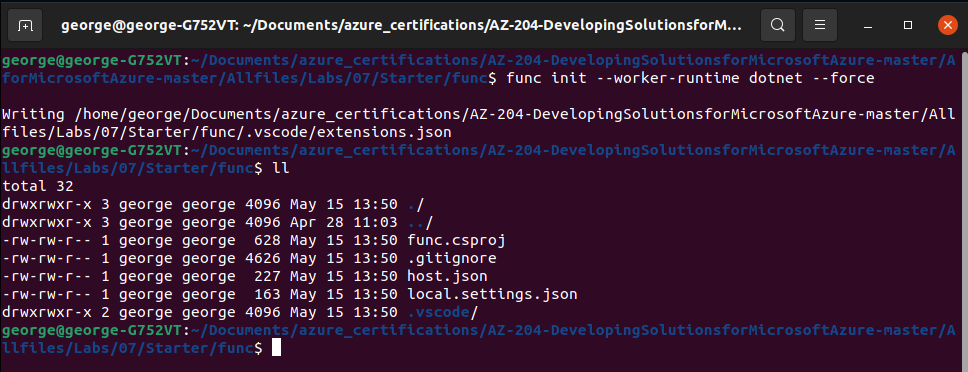 george@george-G752VT: ~/Documents/azure_certifications/AZ-204-DevelopingSolutionsforM...
george@george-G752VT:~/Documents/azure_certifications/AZ-204-DevelopingSolutionsforMicrosoftAzure-master/A
forMicrosoftAzure-master/Allfiles/Labs/07/Starter/func$ func init --worker-runtime dotnet --force
Writing /home/george/Documents/azure_certifications/AZ-204-DevelopingSolutionsforMicrosoftAzure-master/All
files/Labs/07/Starter/func/.vscode/extensions.json
george@george-G752VT:~/Documents/azure_certifications/AZ-204-DevelopingSolutionsforMicrosoftAzure-master/A
llfiles/Labs/07/Starter/func$ ll
total 32
drwxrwxr-x 3 george george 4096 May 15 13:50 ./
drwxrwxr-x 3 george george 4096 Apr 28 11:03 ../
-rw-rw-r-- 1 george george  628 May 15 13:50 func.csproj
-rw-rw-r-- 1 george george 4626 May 15 13:50 .gitignore
-rw-rw-r-- 1 george george  227 May 15 13:50 host.json
-rw-rw-r-- 1 george george  163 May 15 13:50 local.settings.json
drwxrwxr-x 2 george george 4096 May 15 13:50 .vscode/
george@george-G752VT:~/Documents/azure_certifications/AZ-204-DevelopingSolutionsforMicrosoftAzure-master/A
llfiles/Labs/07/Starter/func$